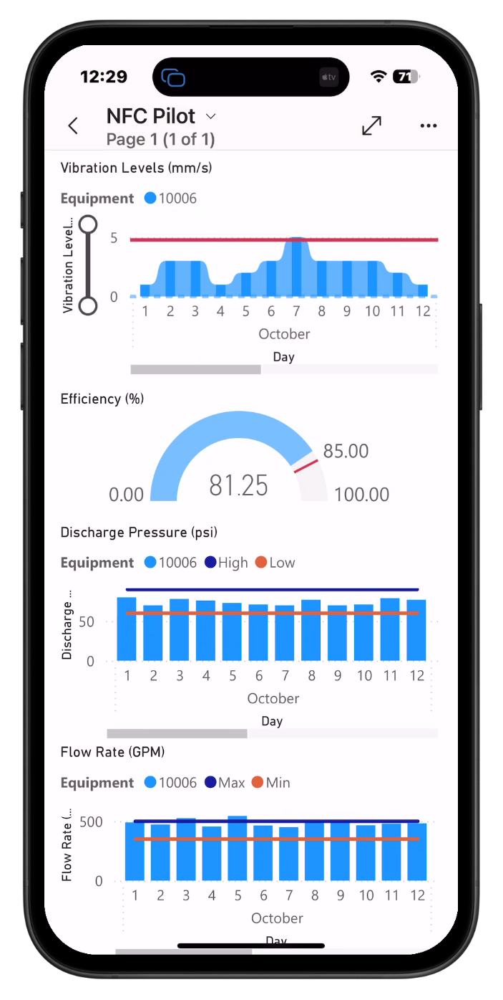 12:29
tv
71
NFC Pilot
Page 1 (1 of 1)
Vibration Levels (mm/s)
Equipment 10006
Vibration Level...
5
0
1 2 3 4 5 6 7 8 9 10 11 12
October
Day
Efficiency (%)
85.00
81.25
0.00
100.00
Discharge Pressure (psi)
Equipment 10006 High Low
Discharge ...
50
0
1 2 3 4 5 6 7 8 9 10 11 12
October
Day
Flow Rate (GPM)
Equipment 10006 Max Min
Flow Rate (...
500
0
1 2 3 4 5 6 7 8 9 10 11 12
October
Day